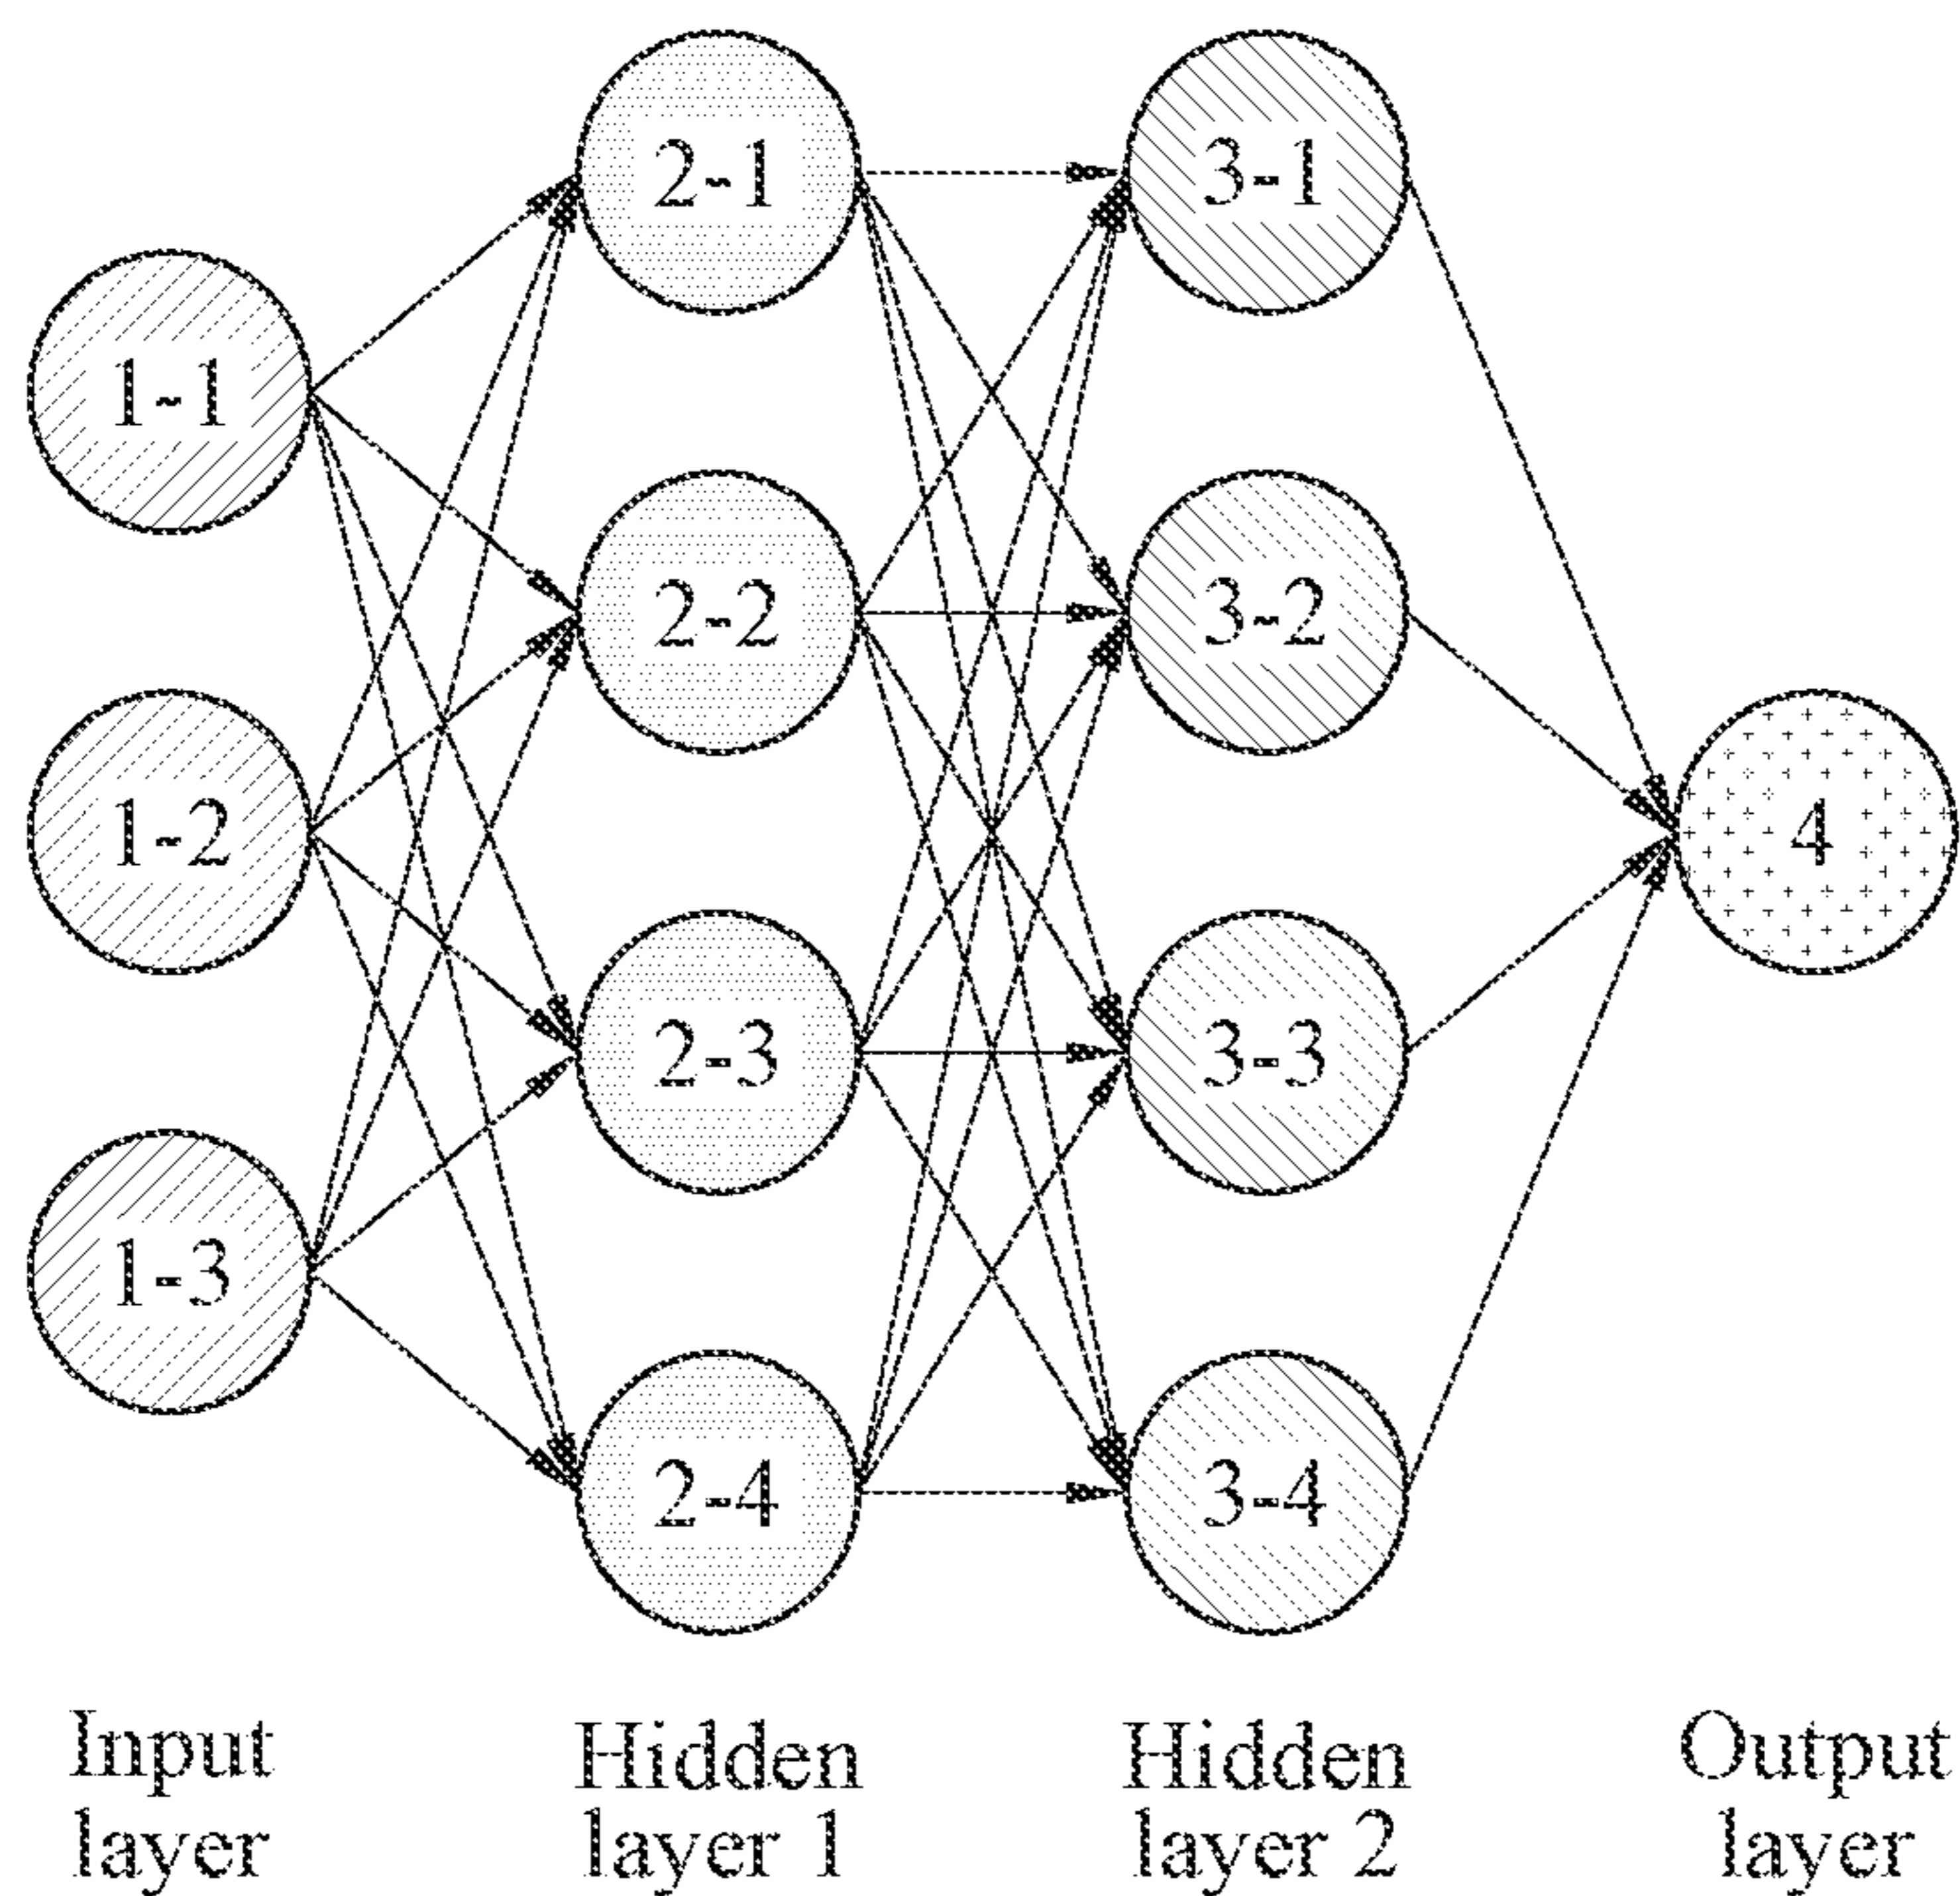 2-1
3-1
1-1
2-2
3-2
1-2
4
2-3
3-3
1-3
2-4
3-4
Input
layer
Hidden
layer 1
Hidden
layer 2
Output
layer